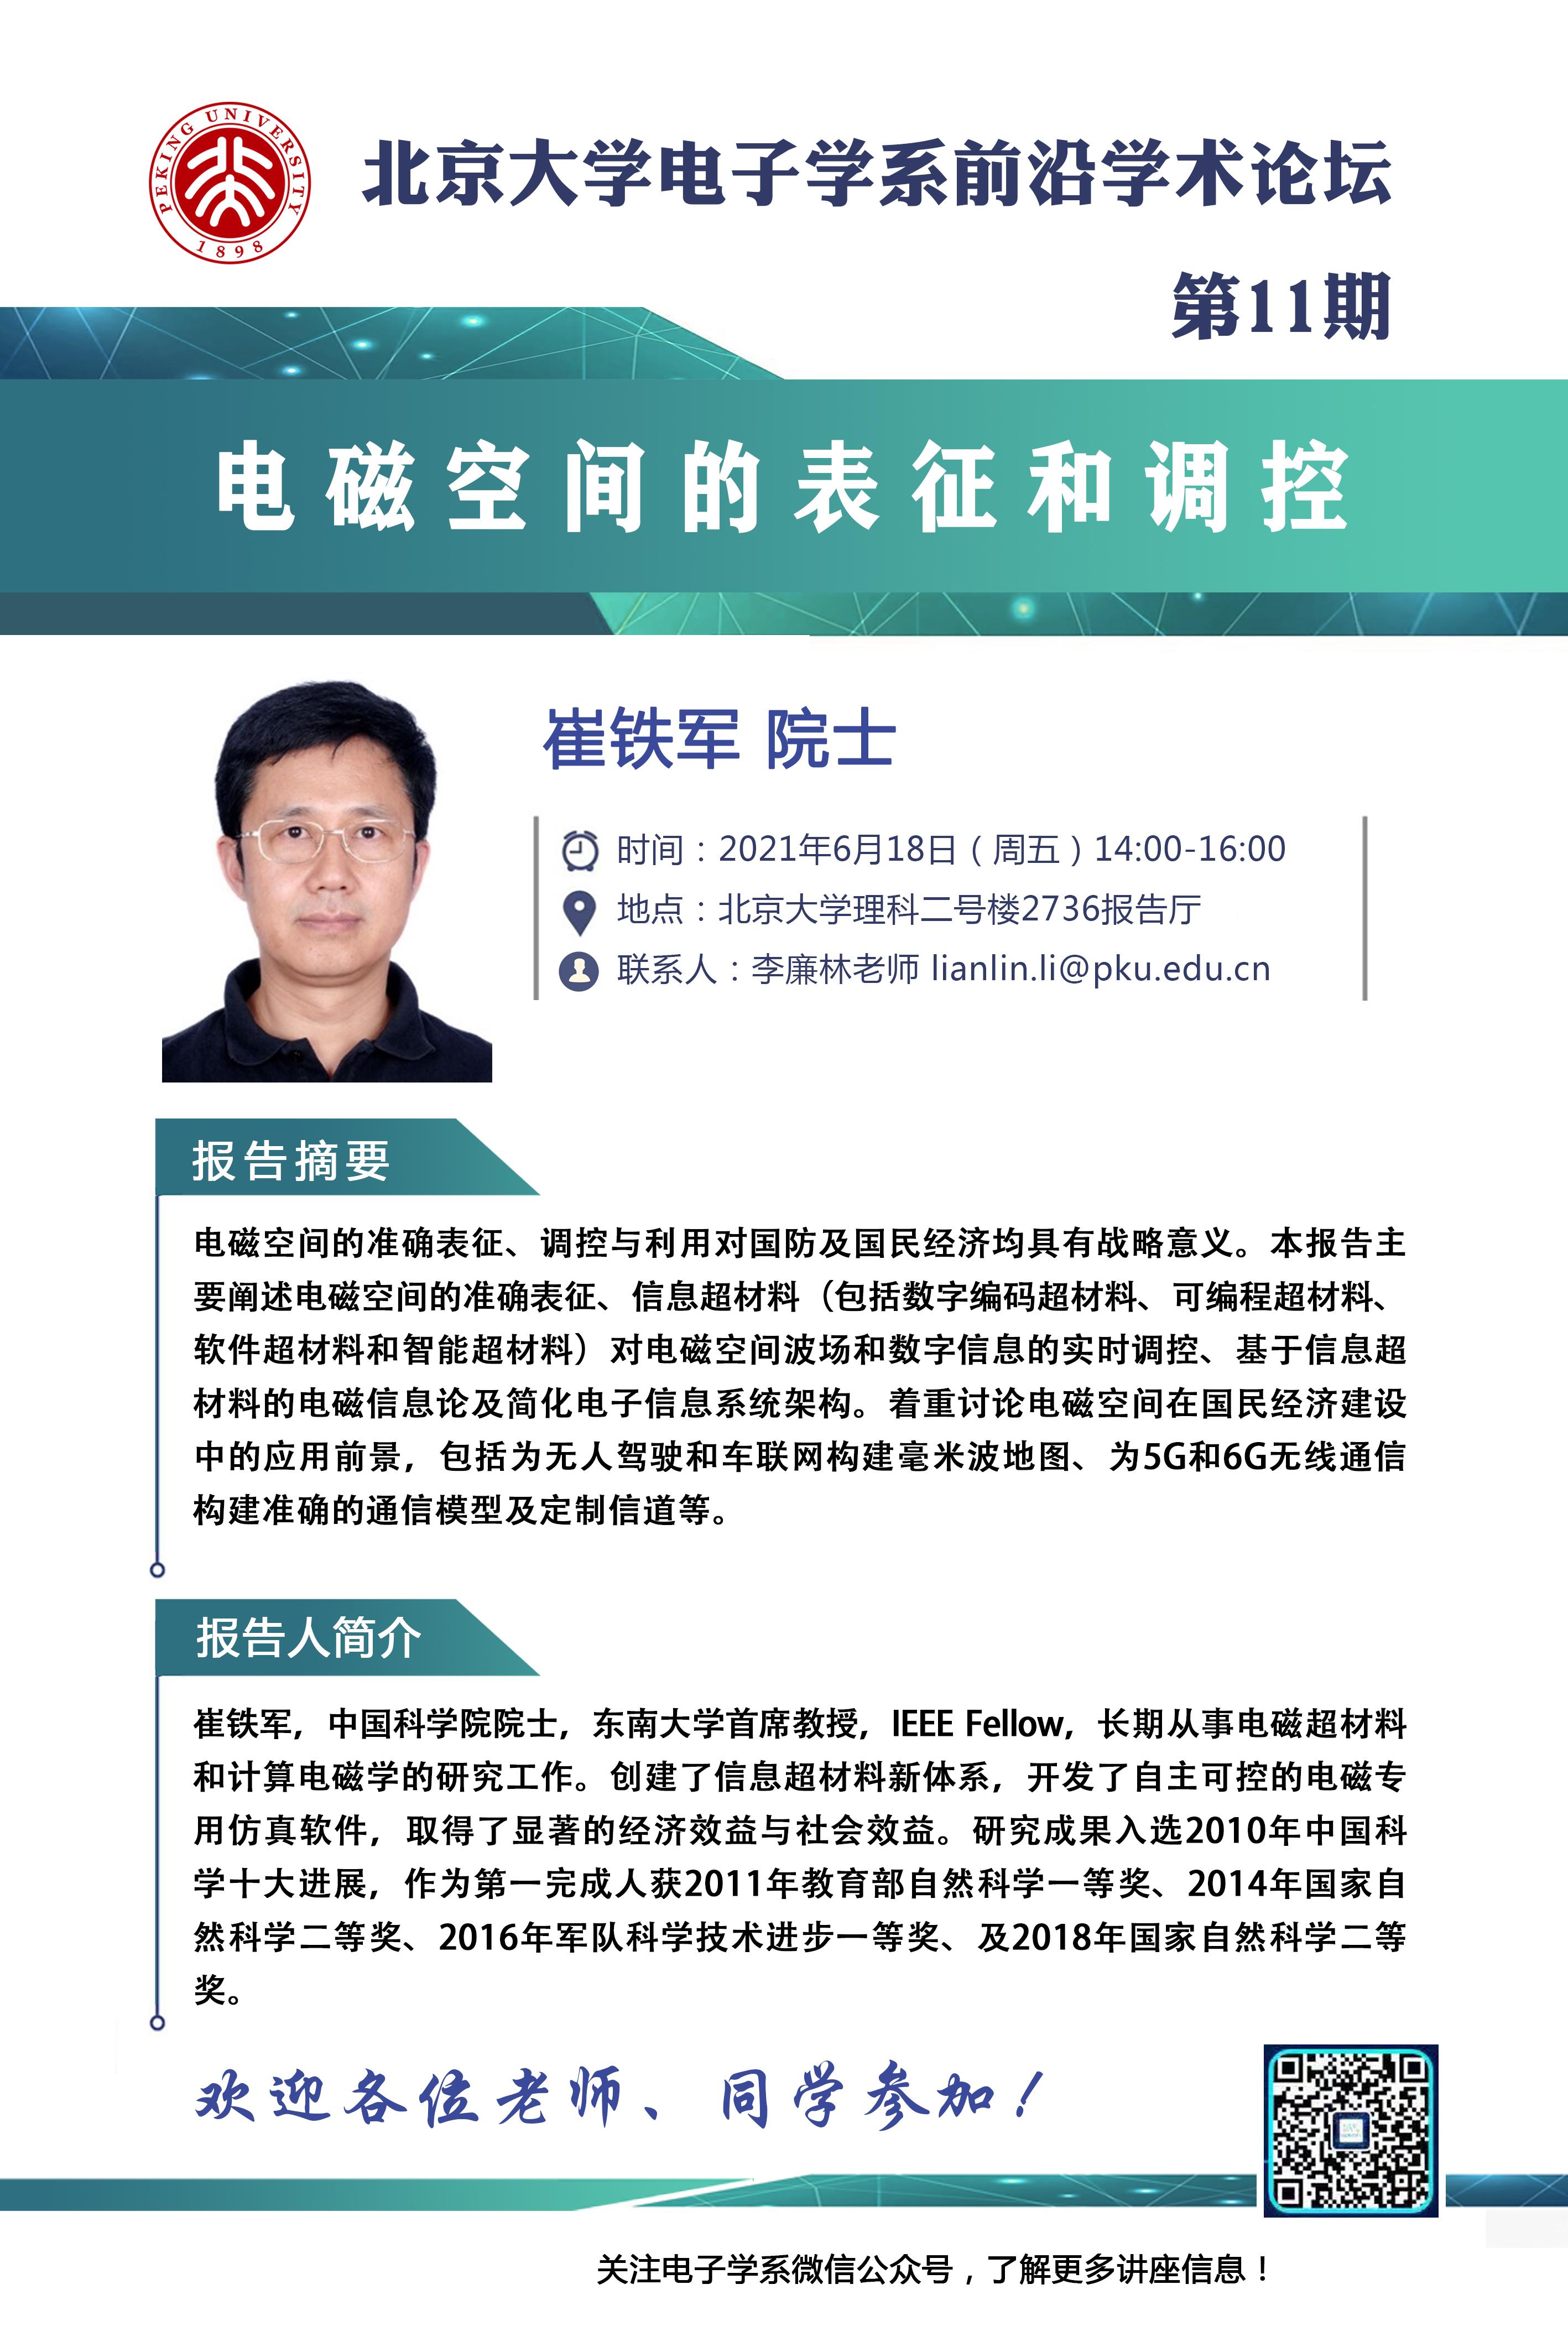 PEKING UNIVERSITY
1898
北京大学电子学系前沿学术论坛
第11期
电磁空间的表征和调控
崔铁军 院士
时间：2021年6月18日（周五）14:00-16:00
地点：北京大学理科二号楼2736报告厅
联系人：李廉林老师 lianlin.li@pku.edu.cn
报告摘要
电磁空间的准确表征、调控与利用对国防及国民经济均具有战略意义。本报告主
要阐述电磁空间的准确表征、信息超材料（包括数字编码超材料、可编程超材料、
软件超材料和智能超材料）对电磁空间波场和数字信息的实时调控、基于信息超
材料的电磁信息论及简化电子信息系统架构。着重讨论电磁空间在国民经济建设
中的应用前景，包括为无人驾驶和车联网构建毫米波地图、为5G和6G无线通信
构建准确的通信模型及定制信道等。
报告人简介
崔铁军，中国科学院院士，东南大学首席教授，IEEE Fellow，长期从事电磁超材料
和计算电磁学的研究工作。创建了信息超材料新体系，开发了自主可控的电磁专
用仿真软件，取得了显著的经济效益与社会效益。研究成果入选2010年中国科
学十大进展，作为第一完成人获2011年教育部自然科学一等奖、2014年国家自
然科学二等奖、2016年军队科学技术进步一等奖、及2018年国家自然科学二等
奖。
欢迎各位老师、同学参加！
关注电子学系微信公众号，了解更多讲座信息！